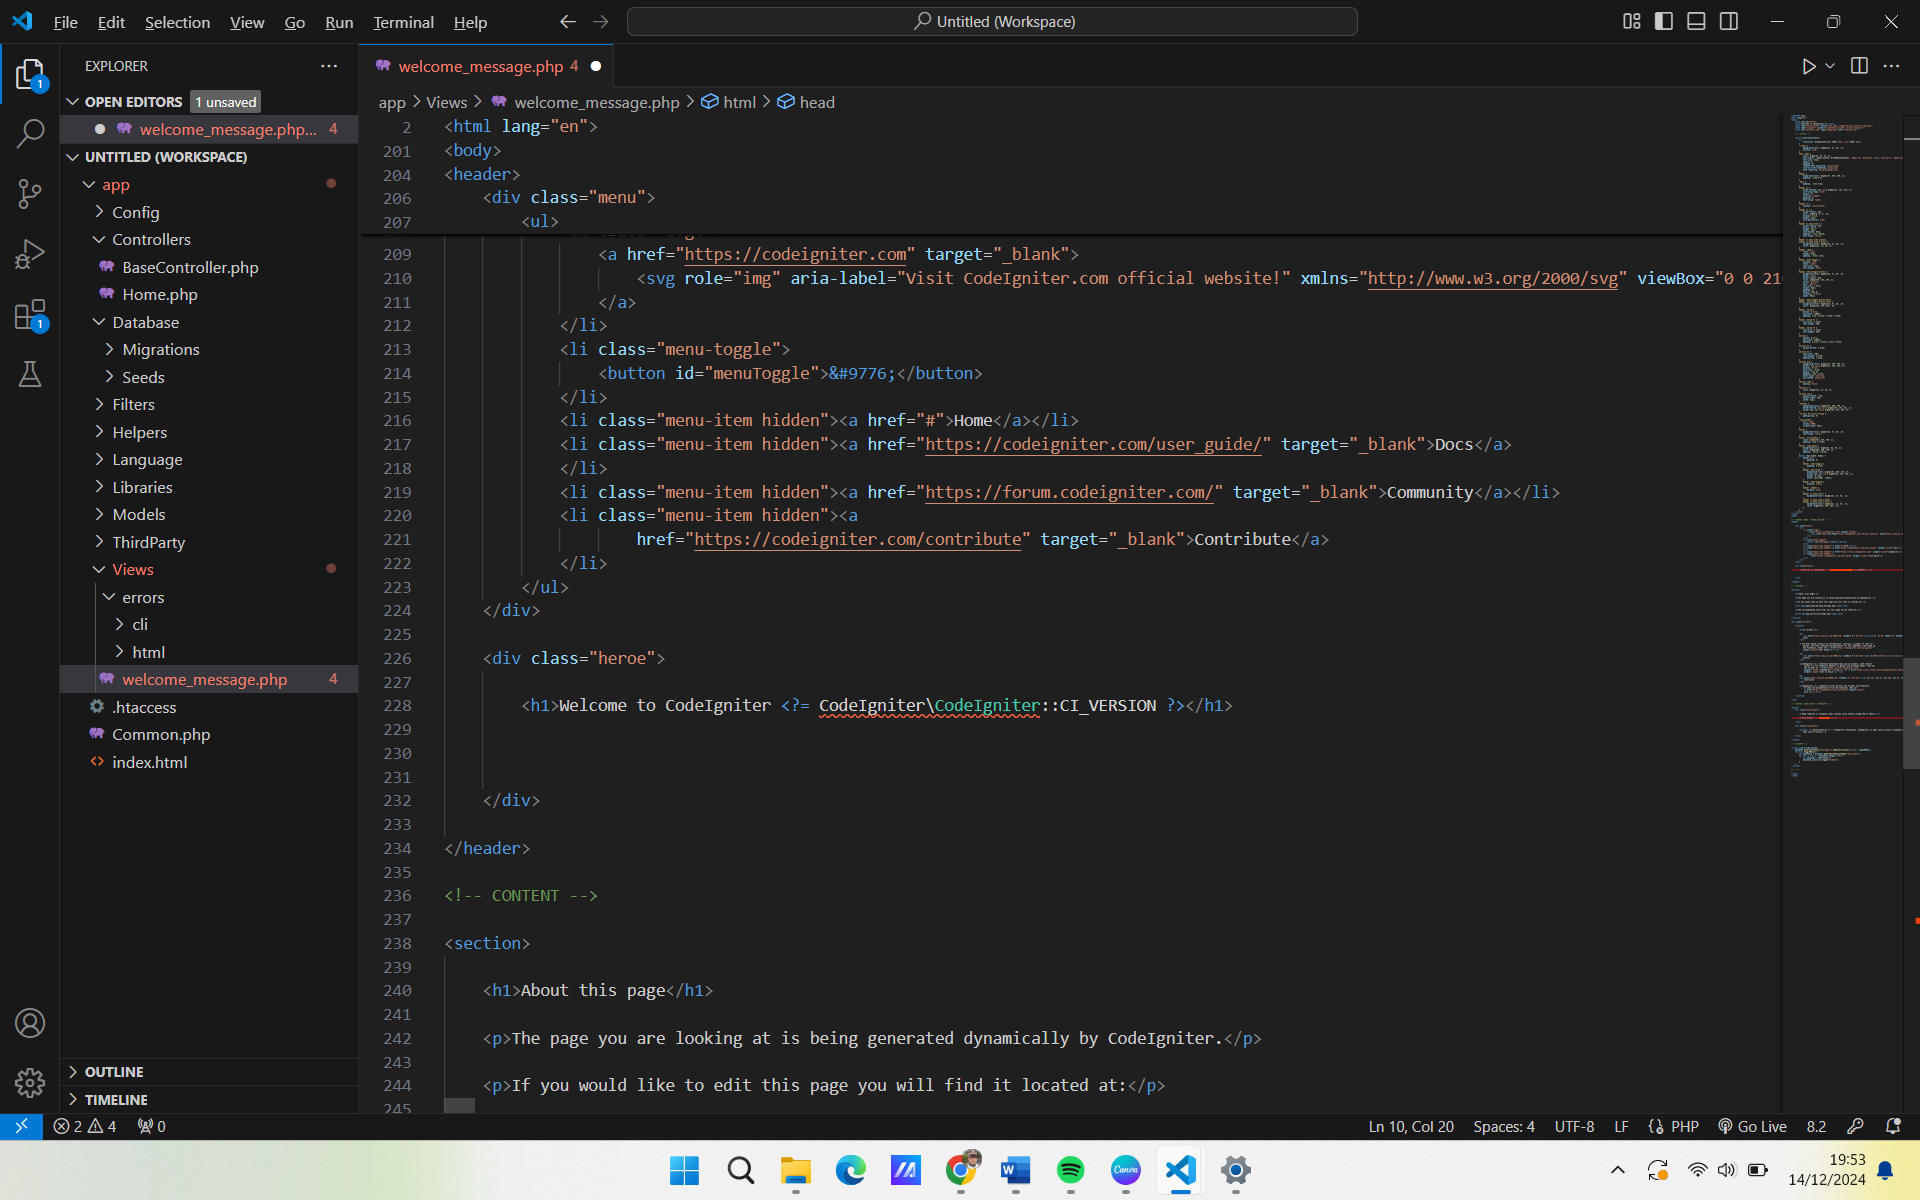 File Edit Selection View Go Run Terminal Help
Untitled (Workspace)
EXPLORER
OPEN EDITORS 1 unsaved
welcome_message.php... 4
UNTITLED (WORKSPACE)
app
Config
Controllers
BaseController.php
Home.php
Database
Migrations
Seeds
Filters
Helpers
Language
Libraries
Models
ThirdParty
Views
errors
cli
html
welcome_message.php 4
.htaccess
Common.php
index.html
OUTLINE
TIMELINE
1
1
welcome_message.php 4
app > Views > welcome_message.php > html > head
2 <html lang="en">
201 <body>
204 <header>
206 <div class="menu">
207 <ul>
209 <a href="https://codeigniter.com" target="_blank">
210 <svg role="img" aria-label="Visit CodeIgniter.com official website!" xmlns="http://www.w3.org/2000/svg" viewBox="0 0 210
211 </a>
212 </li>
213 <li class="menu-toggle">
214 <button id="menuToggle">&#9776;</button>
215 </li>
216 <li class="menu-item hidden"><a href="#">Home</a></li>
217 <li class="menu-item hidden"><a href="https://codeigniter.com/user_guide/" target="_blank">Docs</a>
218 </li>
219 <li class="menu-item hidden"><a href="https://forum.codeigniter.com/" target="_blank">Community</a></li>
220 <li class="menu-item hidden"><a
221 href="https://codeigniter.com/contribute" target="_blank">Contribute</a>
222 </li>
223 </ul>
224 </div>
225
226 <div class="heroe">
227
228 <h1>Welcome to CodeIgniter <?= CodeIgniter\CodeIgniter::CI_VERSION ?></h1>
229
230
231
232 </div>
233
234 </header>
235
236 <!-- CONTENT -->
237
238 <section>
239
240 <h1>About this page</h1>
241
242 <p>The page you are looking at is being generated dynamically by CodeIgniter.</p>
243
244 <p>If you would like to edit this page you will find it located at:</p>
245
2 4 0
Ln 10, Col 20 Spaces: 4 UTF-8 LF PHP Go Live 8.2
Canva
19:53
14/12/2024